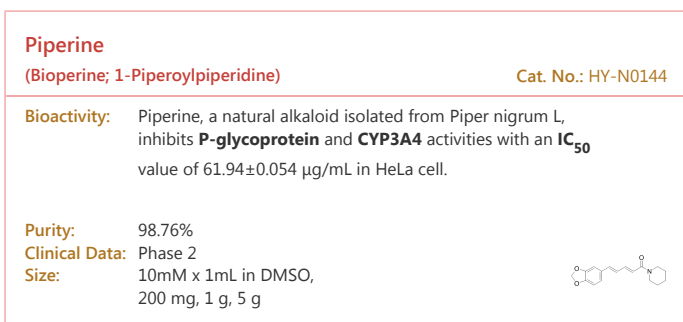 Piperine
(Bioperine; 1-Piperoylpiperidine) Cat. No.: HY-N0144
Bioactivity: Piperine, a natural alkaloid isolated from Piper nigrum L,
inhibits P-glycoprotein and CYP3A4 activities with an IC50
value of 61.94±0.054 μg/mL in HeLa cell.
Purity: 98.76%
Clinical Data: Phase 2
Size: 10mM x 1mL in DMSO,
200 mg, 1 g, 5 g
O
O
O
N